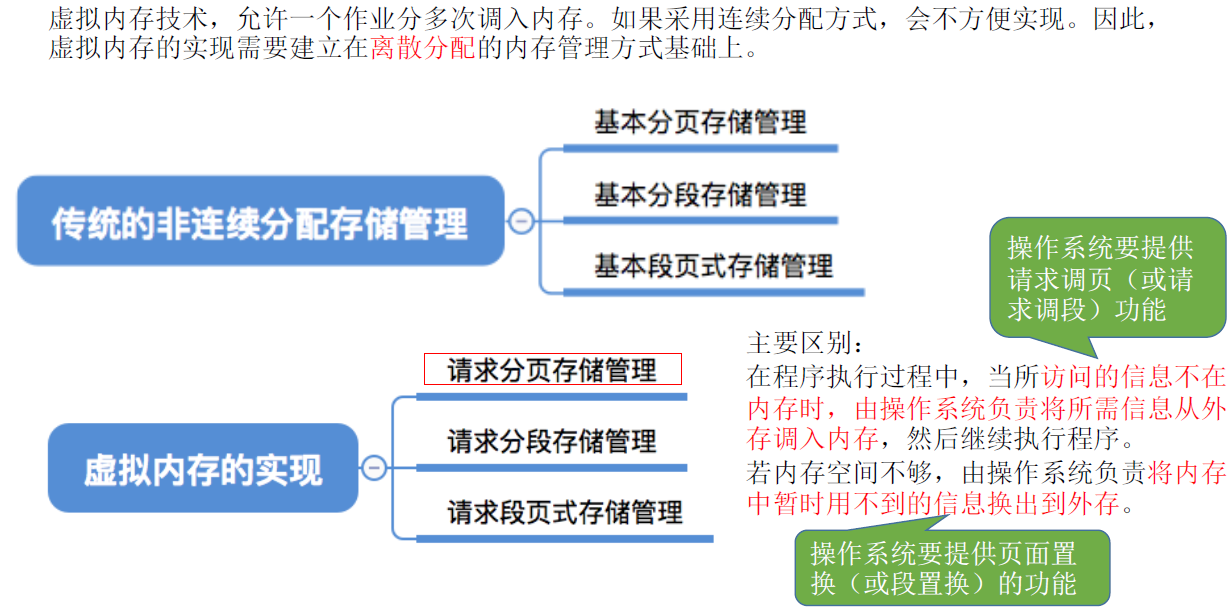 虚拟内存技术，允许一个作业分多次调入内存。如果采用连续分配方式，会不方便实现。因此，
虚拟内存的实现需要建立在离散分配的内存管理方式基础上。
传统的非连续分配存储管理
基本分页存储管理
基本分段存储管理
基本段页式存储管理
操作系统要提供
请求调页（或请
求调段）功能
虚拟内存的实现
请求分页存储管理
请求分段存储管理
请求段页式存储管理
主要区别：
在程序执行过程中，当所访问的信息不在
内存时，由操作系统负责将所需信息从外
存调入内存，然后继续执行程序。
若内存空间不够，由操作系统负责将内存
中暂时用不到的信息换出到外存。
操作系统要提供页面置
换（或段置换）的功能